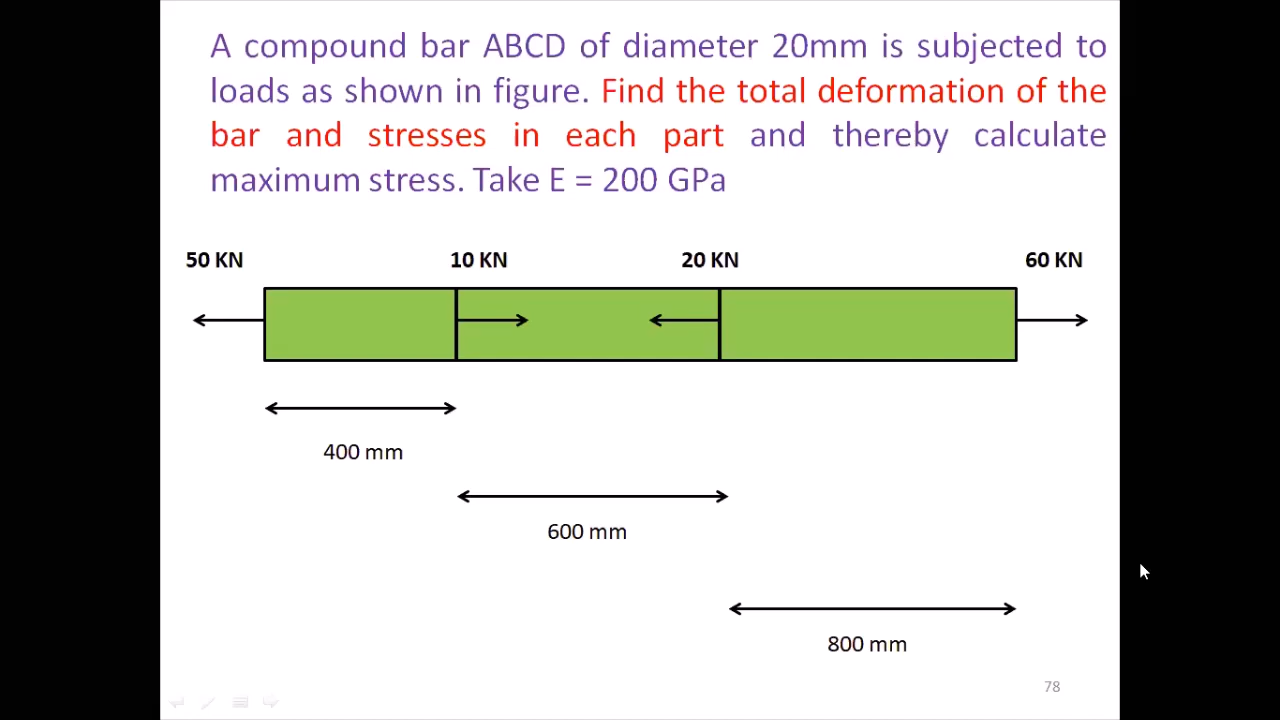 A compound bar ABCD of diameter 20mm is subjected to
loads as shown in figure. Find the total deformation of the
bar and stresses in each part and thereby calculate
maximum stress. Take E = 200 GPa
50 KN 10 KN 20 KN 60 KN
400 mm
600 mm
800 mm
78